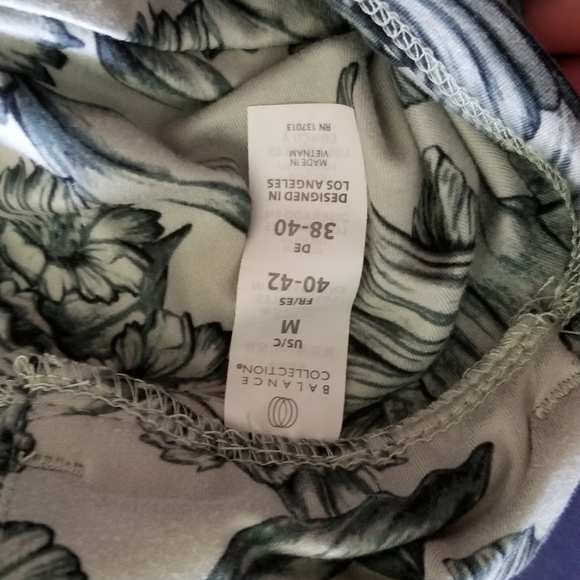 BALANCE
COLLECTION®
US/C
M
FR/ES
40-42
DE
38-40
DESIGNED IN
LOS ANGELES
MADE IN
VIETNAM
RN 137013